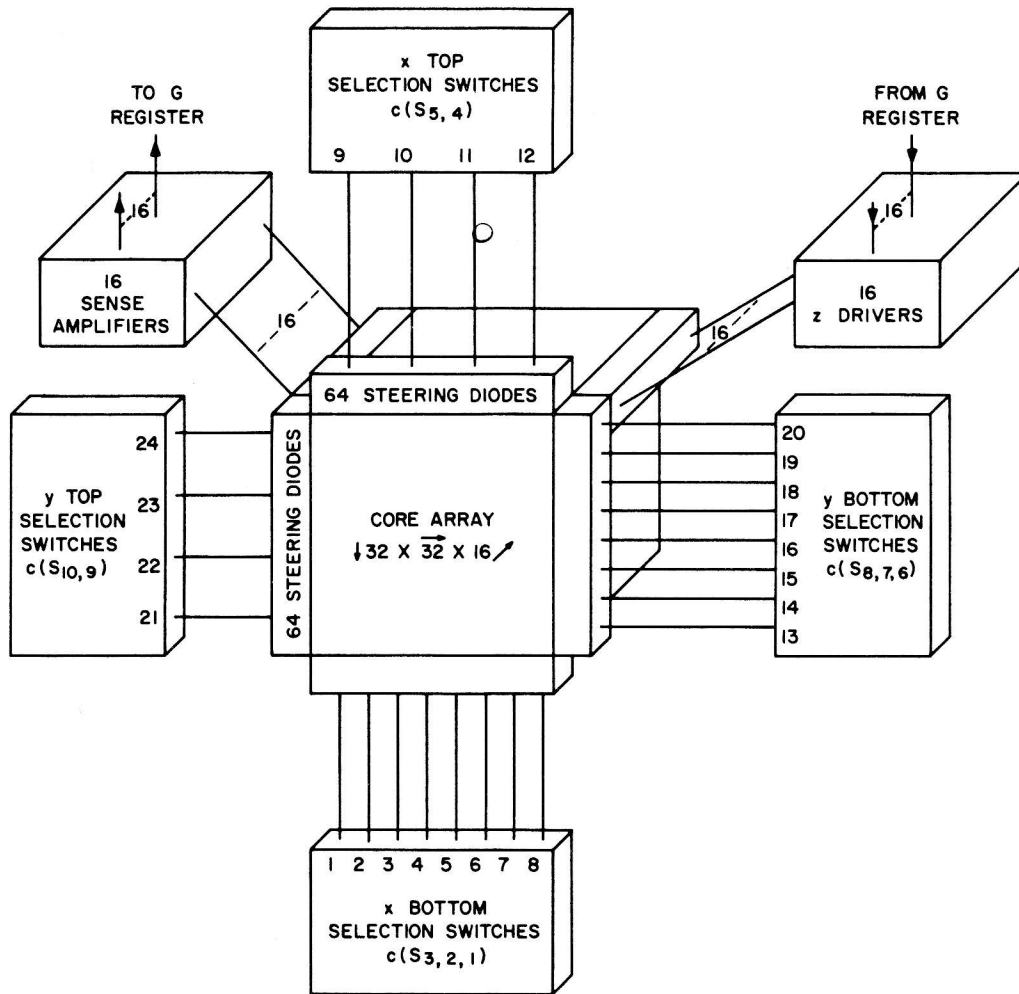 x TOP
SELECTION SWITCHES
c(S5, 4)
9 10 11 12
TO G
REGISTER
16
16
SENSE
AMPLIFIERS
16
FROM G
REGISTER
16
16
z DRIVERS
16
64 STEERING DIODES
64 STEERING DIODES
CORE ARRAY
↓32 X 32 X 16↗
y TOP
SELECTION
SWITCHES
c(S10, 9)
24
23
22
21
20
19
18
17
16
15
14
13
y BOTTOM
SELECTION
SWITCHES
c(S8, 7, 6)
1 2 3 4 5 6 7 8
x BOTTOM
SELECTION SWITCHES
c(S3, 2, 1)